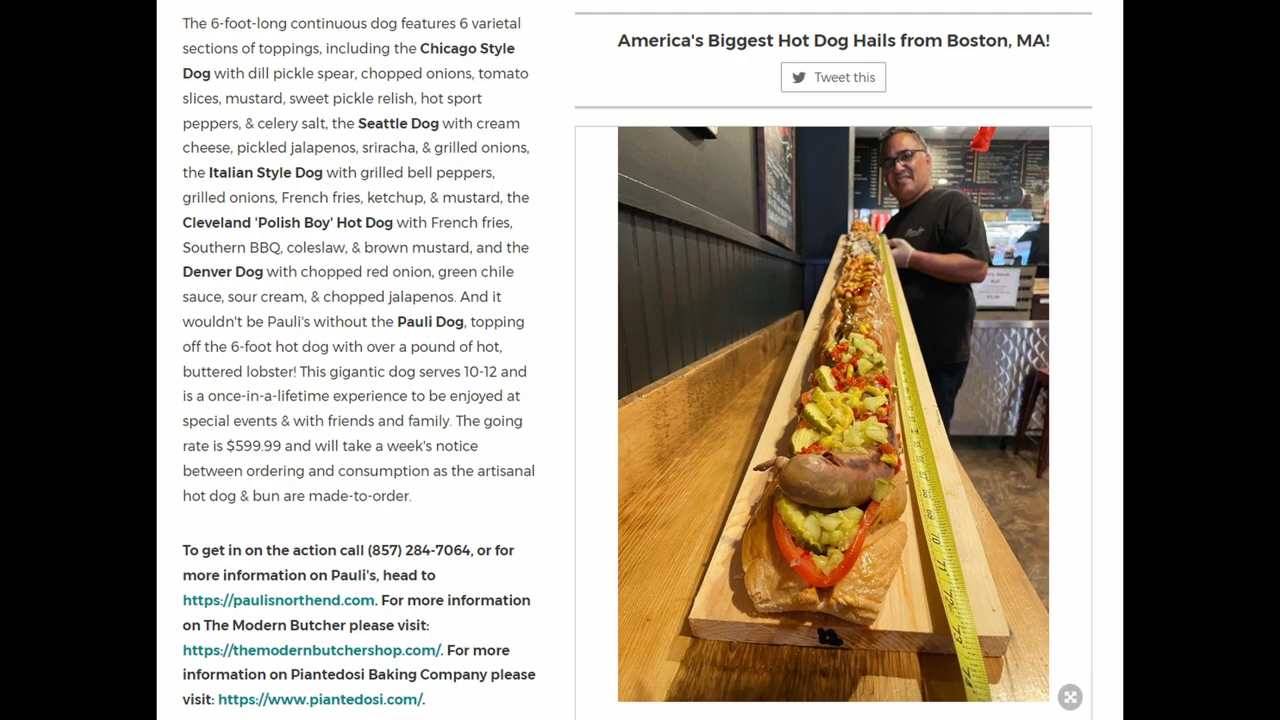 The 6-foot-long continuous dog features 6 varietal
sections of toppings, including the Chicago Style
Dog with dill pickle spear, chopped onions, tomato
slices, mustard, sweet pickle relish, hot sport
peppers, & celery salt, the Seattle Dog with cream
cheese, pickled jalapenos, sriracha, & grilled onions,
the Italian Style Dog with grilled bell peppers,
grilled onions, French fries, ketchup, & mustard, the
Cleveland 'Polish Boy' Hot Dog with French fries,
Southern BBQ, coleslaw, & brown mustard, and the
Denver Dog with chopped red onion, green chile
sauce, sour cream, & chopped jalapenos. And it
wouldn't be Pauli's without the Pauli Dog, topping
off the 6-foot hot dog with over a pound of hot,
buttered lobster! This gigantic dog serves 10-12 and
is a once-in-a-lifetime experience to be enjoyed at
special events & with friends and family. The going
rate is $599.99 and will take a week's notice
between ordering and consumption as the artisanal
hot dog & bun are made-to-order.
To get in on the action call (857) 284-7064, or for
more information on Pauli's, head to
https://paulisnorthend.com. For more information
on The Modern Butcher please visit:
https://themodernbutchershop.com/. For more
information on Piantedosi Baking Company please
visit: https://www.piantedosi.com/.
America's Biggest Hot Dog Hails from Boston, MA!
Tweet this
69
70
71
72
73